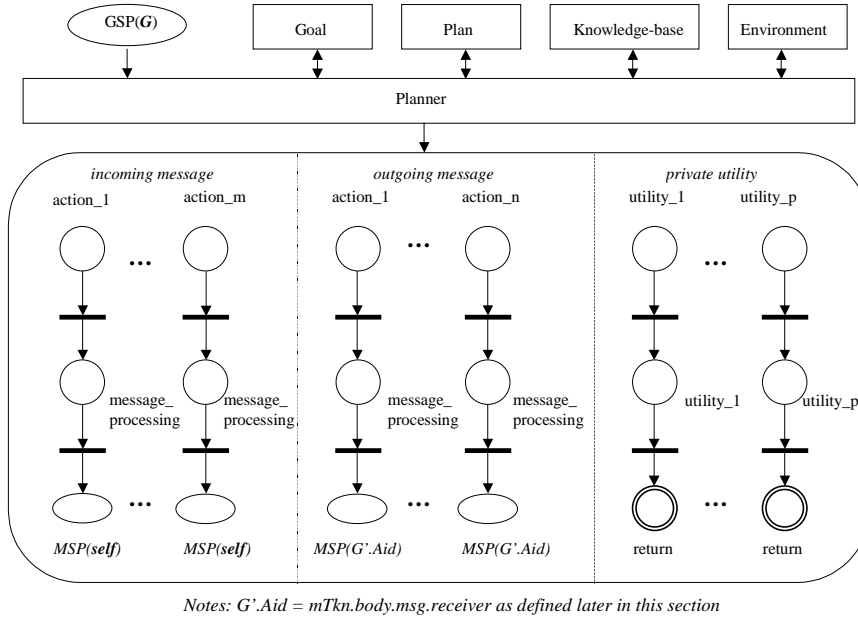 GSP(G)
Goal
Plan
Knowledge-base
Environment
Planner
incoming message
outgoing message
private utility
action_1
action_m
action_1
action_n
utility_1
utility_p
...
...
...
message_
processing
message_
processing
message_
processing
message_
processing
utility_1
utility_p
...
...
...
MSP(self)
MSP(self)
MSP(G’.Aid)
MSP(G’.Aid)
return
return
Notes: G’.Aid = mTkn.body.msg.receiver as defined later in this section